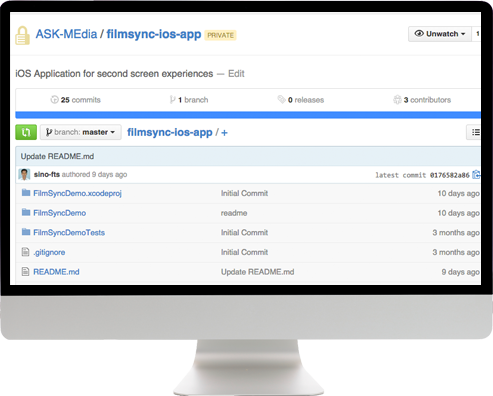 ASK-MEdia / filmsync-ios-app PRIVATE Unwatch 1
iOS Application for second screen experiences — Edit
25 commits 1 branch 0 releases 3 contributors
branch: master filmsync-ios-app / +
Update README.md
sino-fts authored 9 days ago latest commit 0176582a86
FilmSyncDemo.xcodeproj Initial Commit 10 days ago
FilmSyncDemo readme 10 days ago
FilmSyncDemoTests Initial Commit 3 months ago
.gitignore Initial Commit 3 months ago
README.md Update README.md 9 days ago